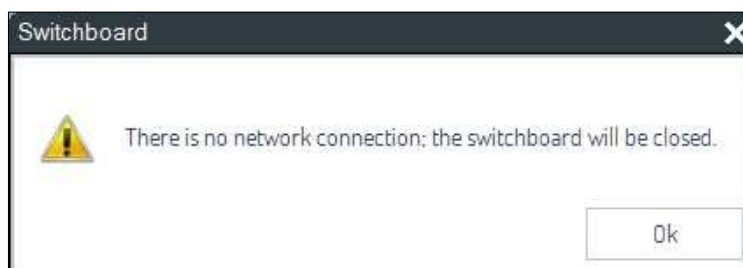 Switchboard
There is no network connection; the switchboard will be closed.
Ok